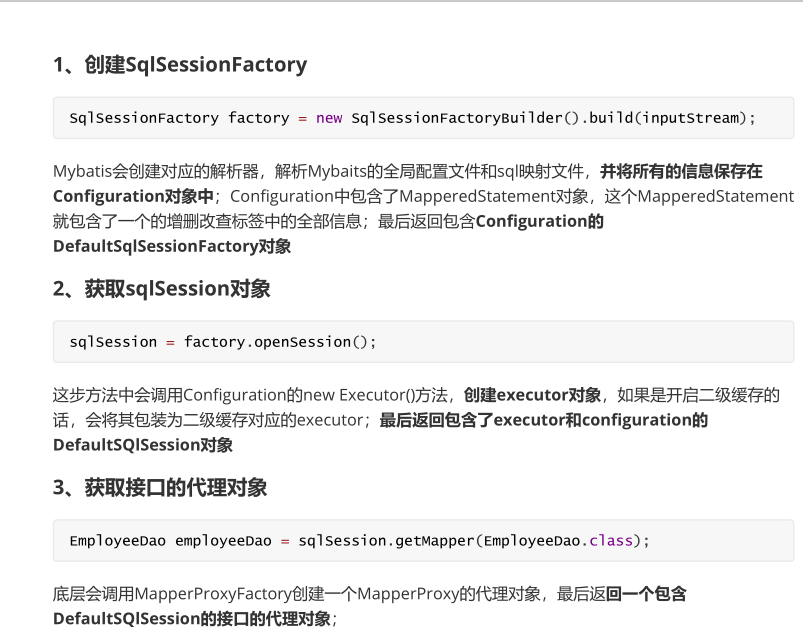 1、创建SqlSessionFactory
SqlSessionFactory factory = new SqlSessionFactoryBuilder().build(inputStream);
Mybatis会创建对应的解析器，解析Mybaits的全局配置文件和sql映射文件，并将所有的信息保存在
Configuration对象中；Configuration中包含了MapperedStatement对象，这个MapperedStatement
就包含了一个的增删改查标签中的全部信息；最后返回包含Configuration的
DefaultSqlSessionFactory对象
2、获取sqlSession对象
sqlSession = factory.openSession();
这步方法中会调用Configuration的new Executor()方法，创建executor对象，如果是开启二级缓存的
话，会将其包装为二级缓存对应的executor；最后返回包含了executor和configuration的
DefaultSQlSession对象
3、获取接口的代理对象
EmployeeDao employeeDao = sqlSession.getMapper(EmployeeDao.class);
底层会调用MapperProxyFactory创建一个MapperProxy的代理对象，最后返回一个包含
DefaultSQlSession的接口的代理对象；